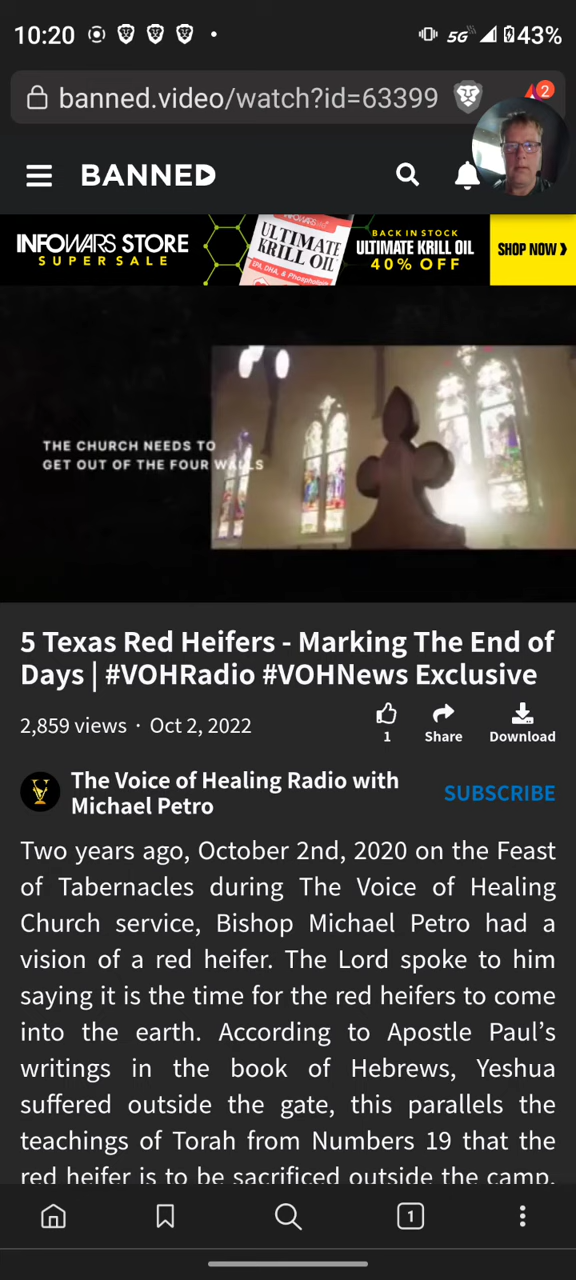 10:20
5G 43%
banned.video/watch?id=63399
2
BANNED
INFOWARS STORE
SUPER SALE
INFOWARS
ULTIMATE
KRILL OIL
EPA, DHA, & Phospholipids
BACK IN STOCK
ULTIMATE KRILL OIL
40% OFF
SHOP NOW ❯
THE CHURCH NEEDS TO
GET OUT OF THE FOUR WALLS
5 Texas Red Heifers - Marking The End of
Days | #VOHRadio #VOHNews Exclusive
2,859 views · Oct 2, 2022
1
Share
Download
The Voice of Healing Radio with
Michael Petro
SUBSCRIBE
Two years ago, October 2nd, 2020 on the Feast
of Tabernacles during The Voice of Healing
Church service, Bishop Michael Petro had a
vision of a red heifer. The Lord spoke to him
saying it is the time for the red heifers to come
into the earth. According to Apostle Paul’s
writings in the book of Hebrews, Yeshua
suffered outside the gate, this parallels the
teachings of Torah from Numbers 19 that the
red heifer is to be sacrificed outside the camp.
1